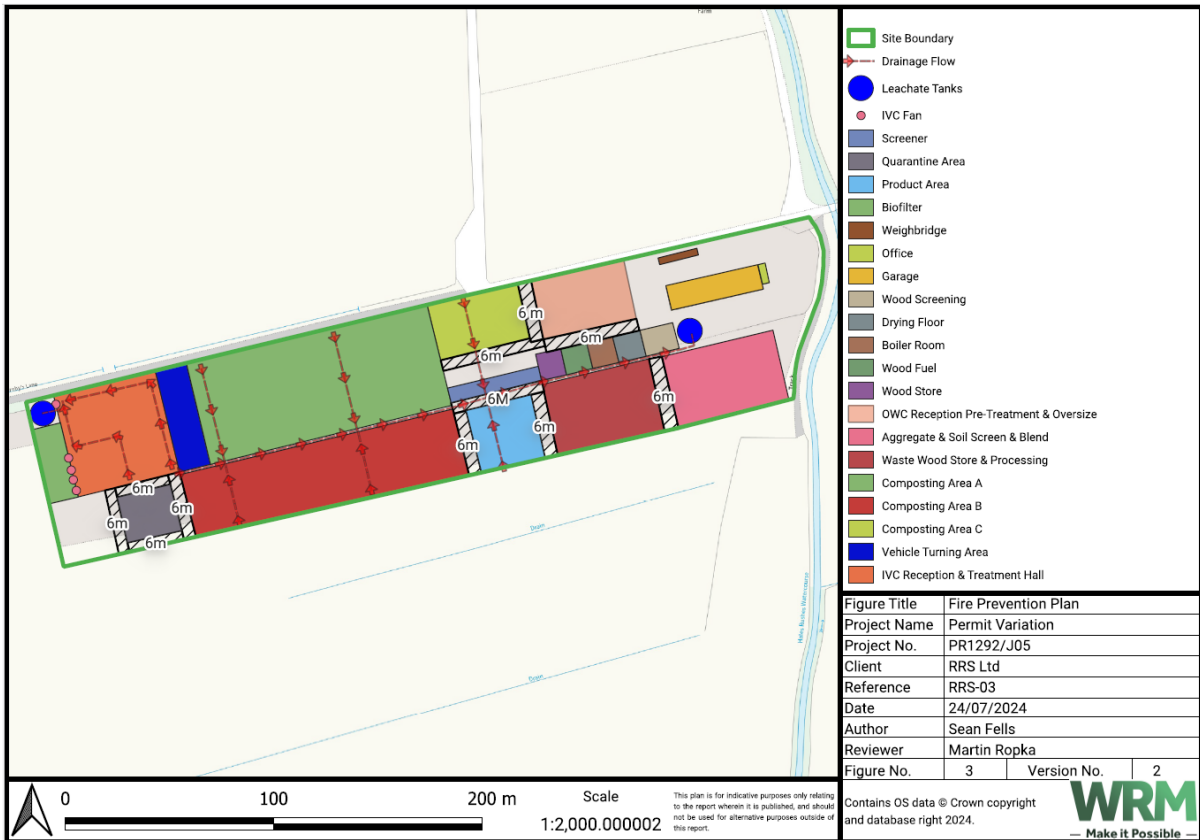 6 m
6m
6m
6M
6m
6m
6m
6m
6m
6m
6m
Track
Drain
Drain
Drain
Site Boundary
Drainage Flow
Leachate Tanks
IVC Fan
Screener
Quarantine Area
Product Area
Biofilter
Weighbridge
Office
Garage
Wood Screening
Drying Floor
Boiler Room
Wood Fuel
Wood Store
OWC Reception Pre-Treatment & Oversize
Aggregate & Soil Screen & Blend
Waste Wood Store & Processing
Composting Area A
Composting Area B
Composting Area C
Vehicle Turning Area
IVC Reception & Treatment Hall
Figure Title Fire Prevention Plan
Project Name Permit Variation
Project No. PR1292/J05
Client RRS Ltd
Reference RRS-03
Date 24/07/2024
Author Sean Fells
Reviewer Martin Ropka
Figure No. 3 Version No. 2
Contains OS data © Crown copyright
and database right 2024.
WRM
Make it Possible
0 100 200 m
Scale
1:2,000.000002
This plan is for indicative purposes only relating
to the report wherein it is published, and should
not be used for alternative purposes outside of
this report.